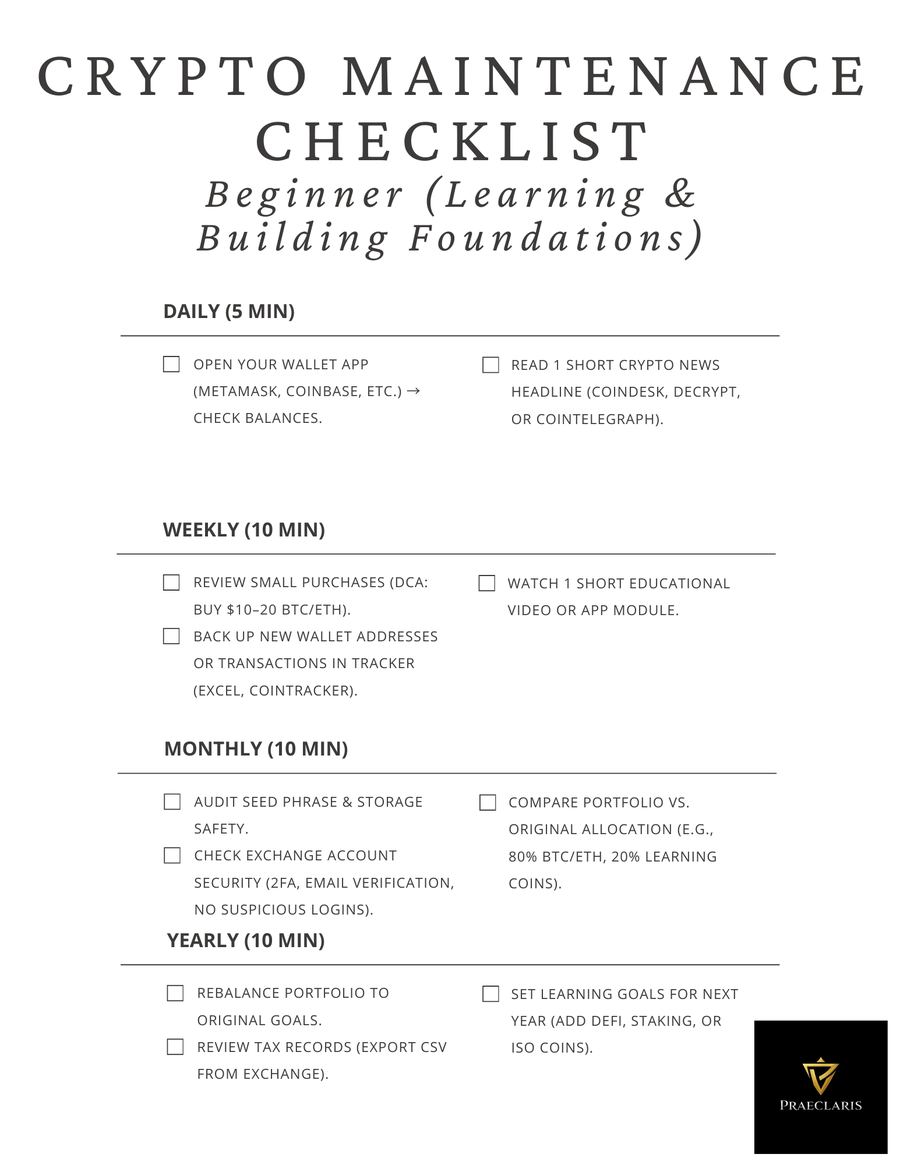 CRYPTO MAINTENANCE
CHECKLIST
Beginner (Learning &
Building Foundations)
DAILY (5 MIN)
OPEN YOUR WALLET APP
(METAMASK, COINBASE, ETC.) →
CHECK BALANCES.
READ 1 SHORT CRYPTO NEWS
HEADLINE (COINDESK, DECRYPT,
OR COINTELEGRAPH).
WEEKLY (10 MIN)
REVIEW SMALL PURCHASES (DCA:
BUY $10–20 BTC/ETH).
BACK UP NEW WALLET ADDRESSES
OR TRANSACTIONS IN TRACKER
(EXCEL, COINTRACKER).
WATCH 1 SHORT EDUCATIONAL
VIDEO OR APP MODULE.
MONTHLY (10 MIN)
AUDIT SEED PHRASE & STORAGE
SAFETY.
CHECK EXCHANGE ACCOUNT
SECURITY (2FA, EMAIL VERIFICATION,
NO SUSPICIOUS LOGINS).
COMPARE PORTFOLIO VS.
ORIGINAL ALLOCATION (E.G.,
80% BTC/ETH, 20% LEARNING
COINS).
YEARLY (10 MIN)
REBALANCE PORTFOLIO TO
ORIGINAL GOALS.
REVIEW TAX RECORDS (EXPORT CSV
FROM EXCHANGE).
SET LEARNING GOALS FOR NEXT
YEAR (ADD DEFI, STAKING, OR
ISO COINS).
PRAECLARIS